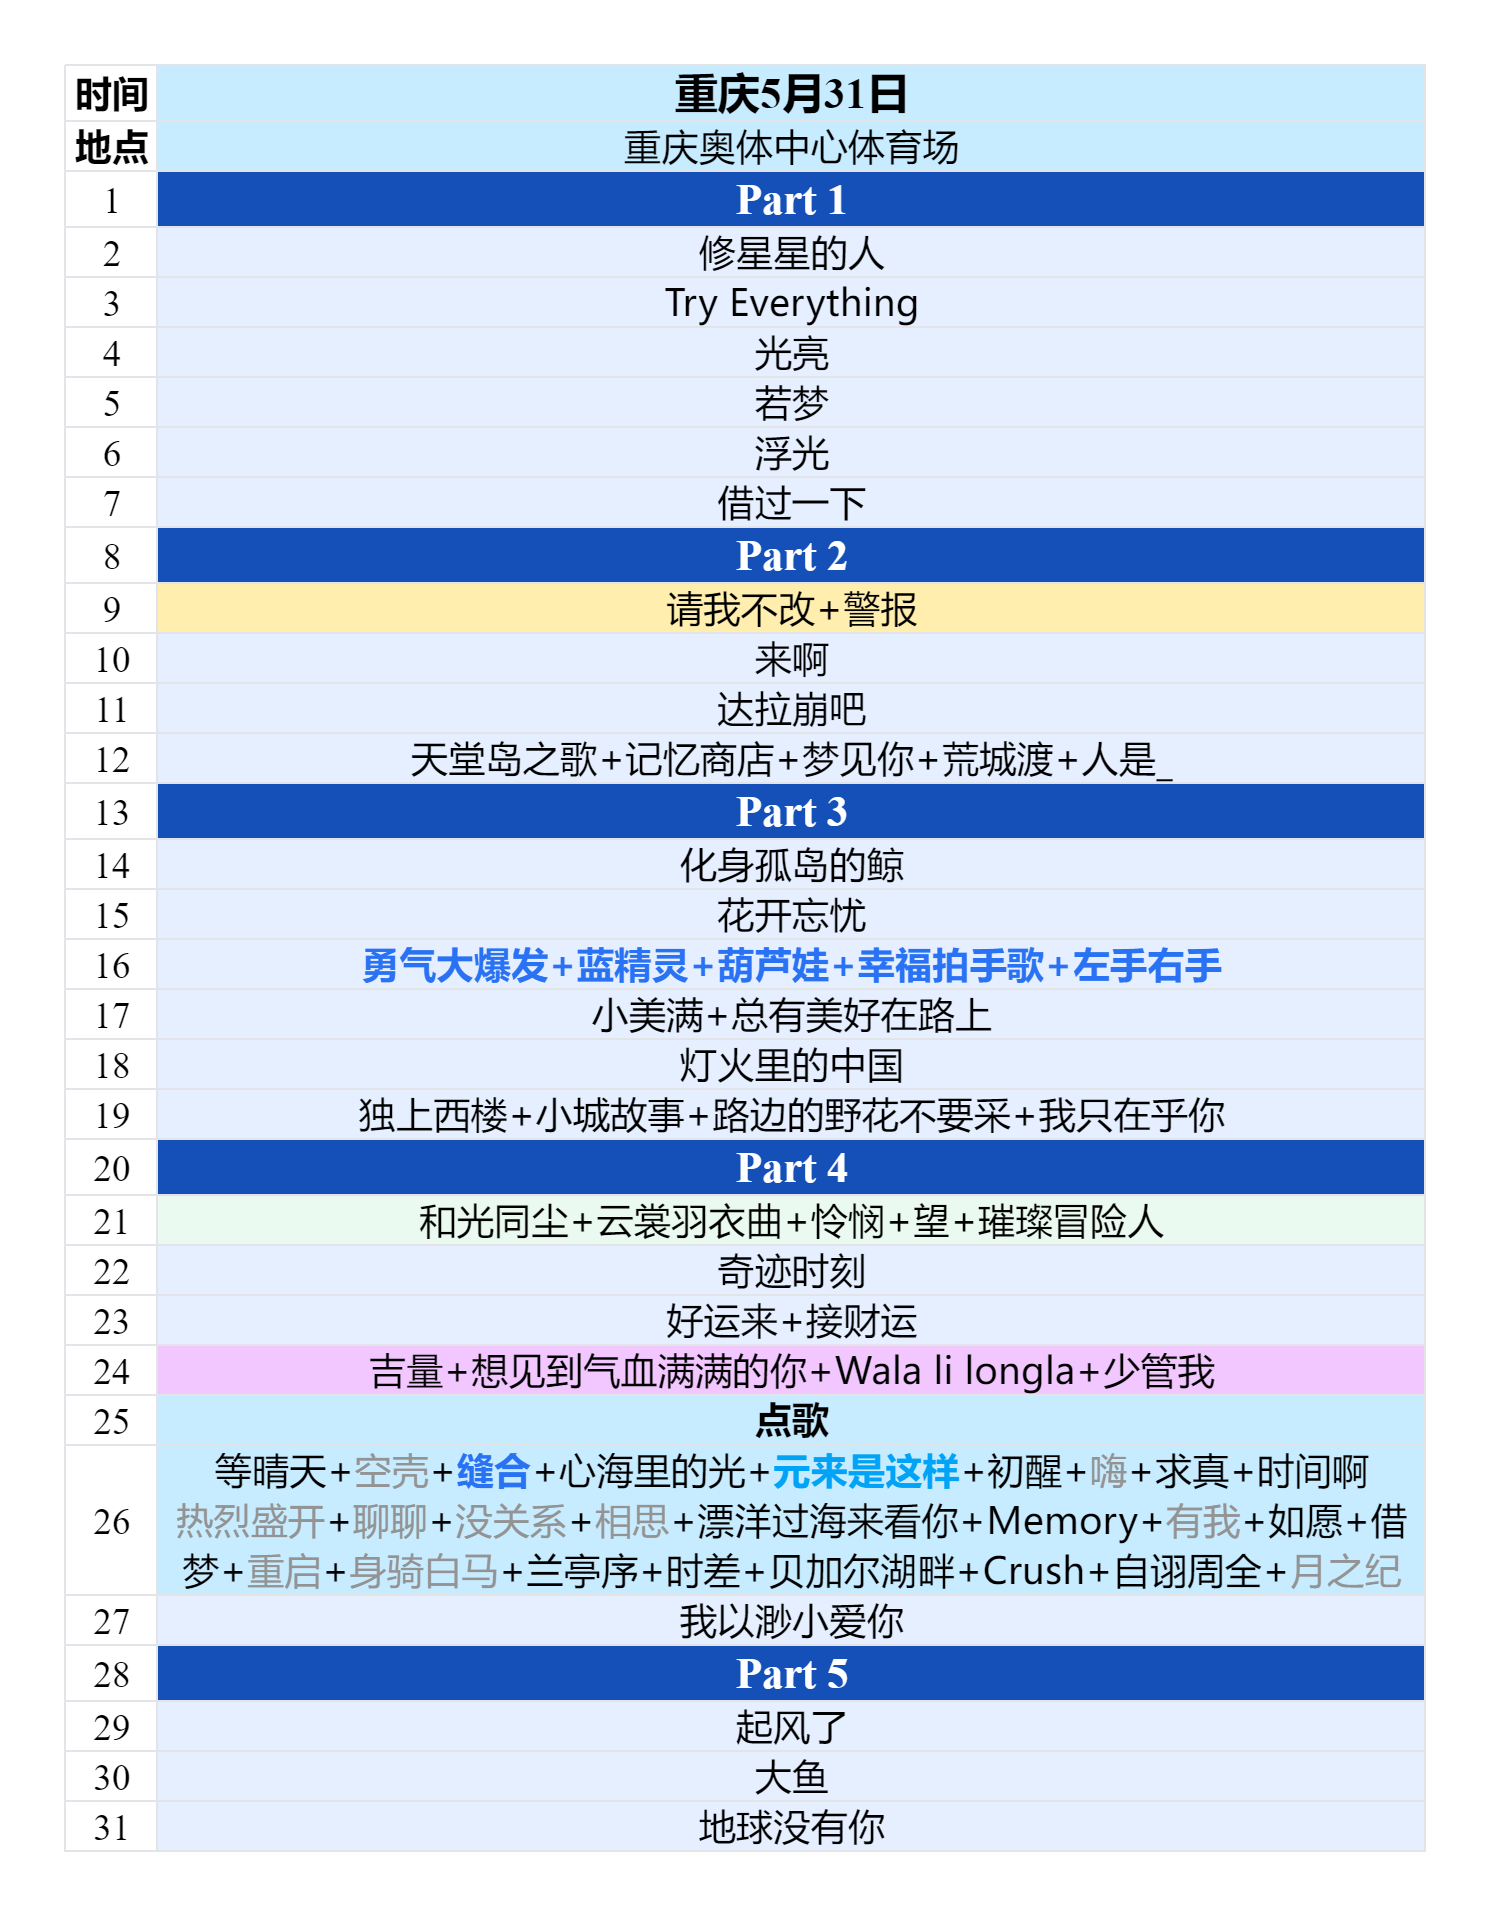 时间 重庆5月31日
地点 重庆奥体中心体育场
1 Part 1
2 修星星的人
3 Try Everything
4 光亮
5 若梦
6 浮光
7 借过一下
8 Part 2
9 请我不改+警报
10 来啊
11 达拉崩吧
12 天堂岛之歌+记忆商店+梦见你+荒城渡+人是_
13 Part 3
14 化身孤岛的鲸
15 花开忘忧
16 勇气大爆发+蓝精灵+葫芦娃+幸福拍手歌+左手右手
17 小美满+总有美好在路上
18 灯火里的中国
19 独上西楼+小城故事+路边的野花不要采+我只在乎你
20 Part 4
21 和光同尘+云裳羽衣曲+怜悯+望+璀璨冒险人
22 奇迹时刻
23 好运来+接财运
24 吉量+想见到气血满满的你+Wala li longla+少管我
25 点歌
等晴天+空壳+缝合+心海里的光+元来是这样+初醒+嗨+求真+时间啊
26 热烈盛开+聊聊+没关系+相思+漂洋过海来看你+Memory+有我+如愿+借
梦+重启+身骑白马+兰亭序+时差+贝加尔湖畔+Crush+自诩周全+月之纪
27 我以渺小爱你
28 Part 5
29 起风了
30 大鱼
31 地球没有你